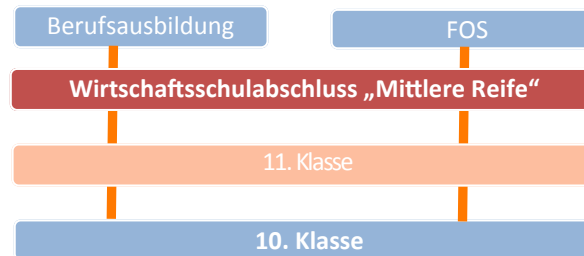 Berufsausbildung
FOS
Wirtschaftsschulabschluss „Mittlere Reife“
11. Klasse
10. Klasse